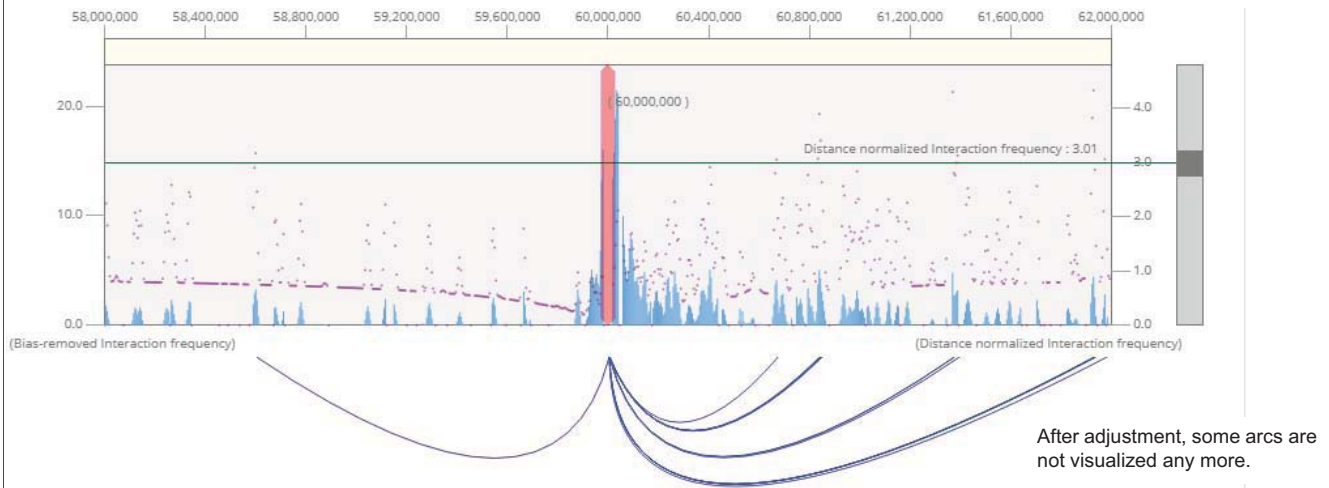 58,000,000 58,400,000 58,800,000 59,200,000 59,600,000 60,000,000 60,400,000 60,800,000 61,200,000 61,600,000 62,000,000
( 60,000,000 )
20.0
4.0
Distance normalized Interaction frequency : 3.01
3.0
10.0
2.0
1.0
0.0
0.0
(Bias-removed Interaction frequency)
(Distance normalized Interaction frequency)
After adjustment, some arcs are
not visualized any more.